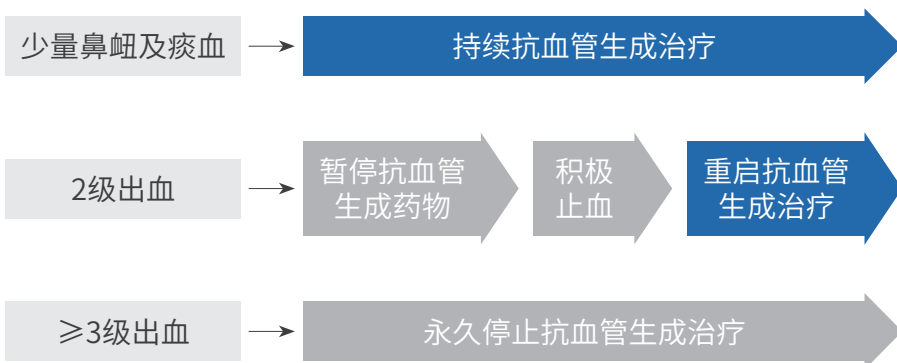 少量鼻衄及痰血
持续抗血管生成治疗
2级出血
暂停抗血管
生成药物
积极
止血
重启抗血管
生成治疗
≥3级出血
永久停止抗血管生成治疗